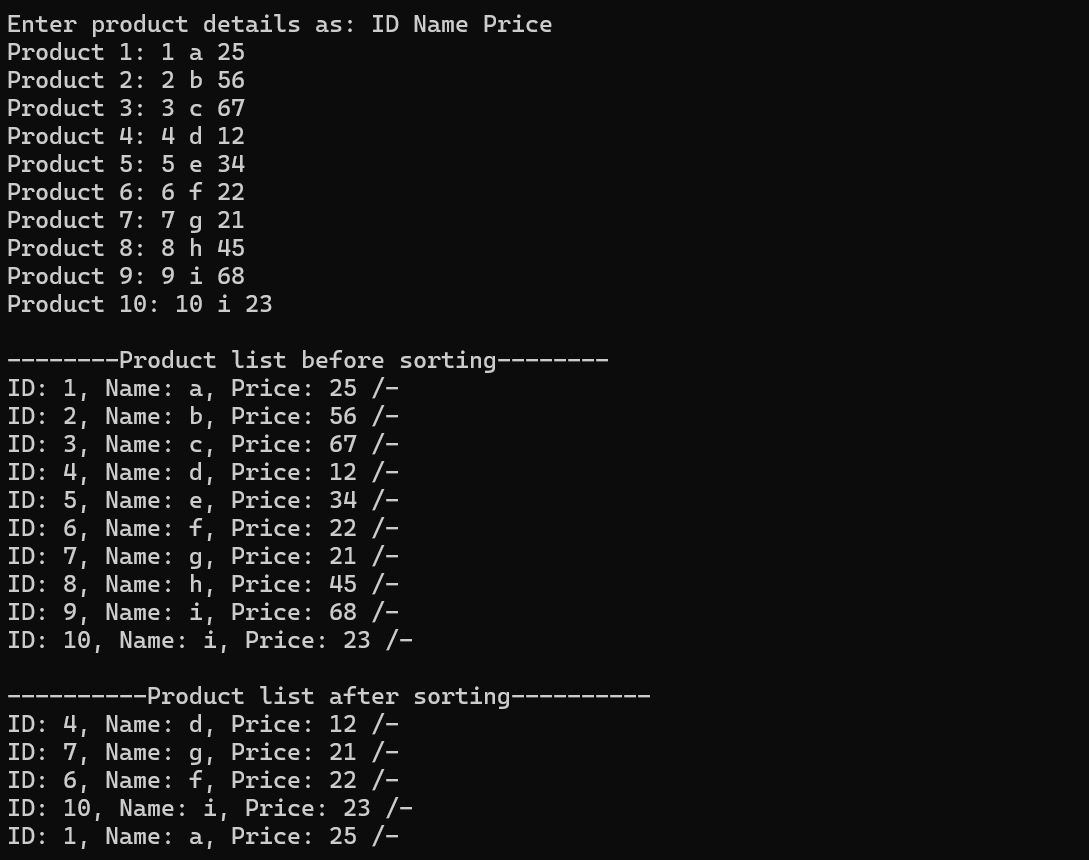 Enter product details as: ID Name Price
Product 1: 1 a 25
Product 2: 2 b 56
Product 3: 3 c 67
Product 4: 4 d 12
Product 5: 5 e 34
Product 6: 6 f 22
Product 7: 7 g 21
Product 8: 8 h 45
Product 9: 9 i 68
Product 10: 10 i 23
--------Product list before sorting--------
ID: 1, Name: a, Price: 25 /-
ID: 2, Name: b, Price: 56 /-
ID: 3, Name: c, Price: 67 /-
ID: 4, Name: d, Price: 12 /-
ID: 5, Name: e, Price: 34 /-
ID: 6, Name: f, Price: 22 /-
ID: 7, Name: g, Price: 21 /-
ID: 8, Name: h, Price: 45 /-
ID: 9, Name: i, Price: 68 /-
ID: 10, Name: i, Price: 23 /-
----------Product list after sorting----------
ID: 4, Name: d, Price: 12 /-
ID: 7, Name: g, Price: 21 /-
ID: 6, Name: f, Price: 22 /-
ID: 10, Name: i, Price: 23 /-
ID: 1, Name: a, Price: 25 /-